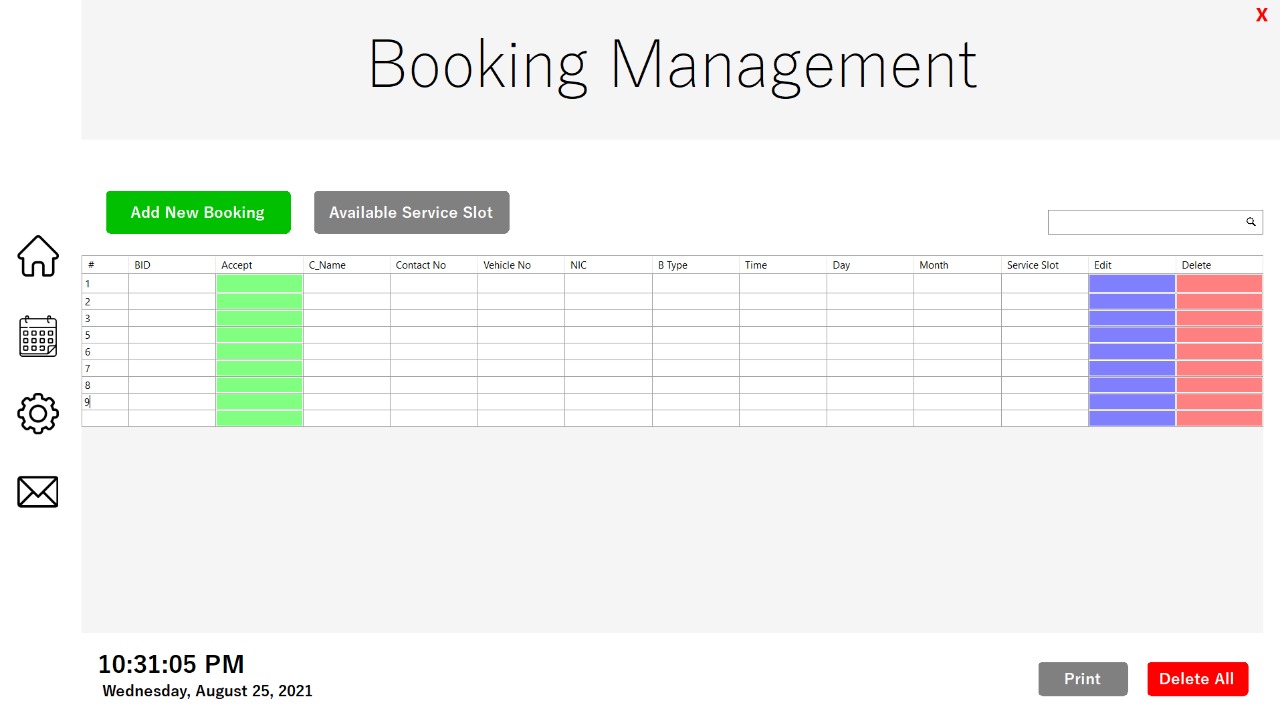 X
Booking Management
Add New Booking Available Service Slot
# BID Accept C_Name Contact No Vehicle No NIC B Type Time Day Month Service Slot Edit Delete
1
2
3
5
6
7
8
9
10:31:05 PM
Wednesday, August 25, 2021
Print Delete All